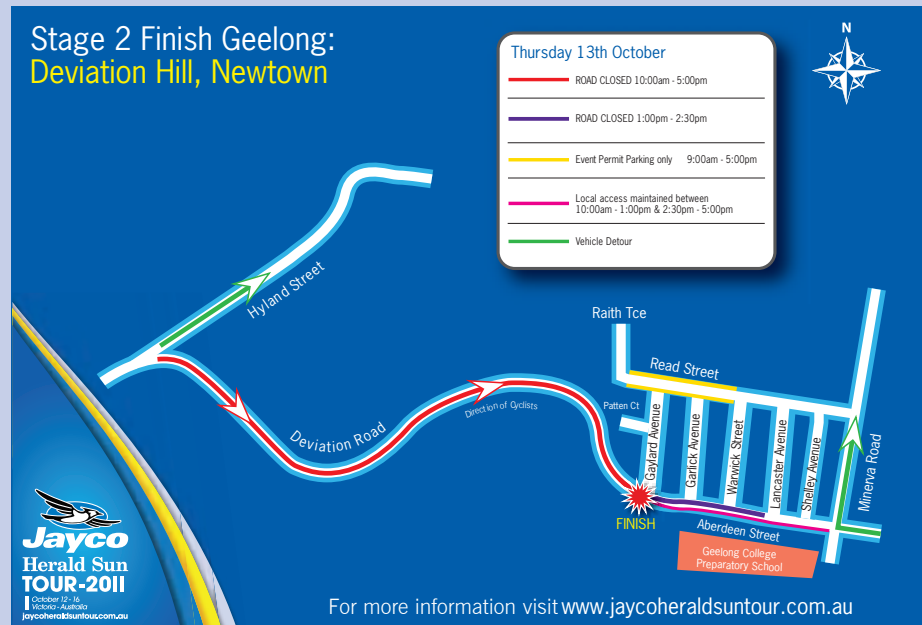 Stage 2 Finish Geelong:
Deviation Hill, Newtown
Thursday 13th October
ROAD CLOSED 10:00am - 5:00pm
ROAD CLOSED 1:00pm - 2:30pm
Event Permit Parking only 9:00am - 5:00pm
Local access maintained between
10:00am - 1:00pm & 2:30pm - 5:00pm
Vehicle Detour
N
Hyland Street
Deviation Road
Direction of Cyclists
Raith Tce
Read Street
Patten Ct
Gaylard Avenue
Garlick Avenue
Warwick Street
Lancaster Avenue
Shelley Avenue
Minerva Road
FINISH
Aberdeen Street
Geelong College
Preparatory School
Jayco
Herald Sun
TOUR-2011
October 12 - 16
Victoria - Australia
jaycoheraldsuntour.com.au
For more information visit www.jaycoheraldsuntour.com.au